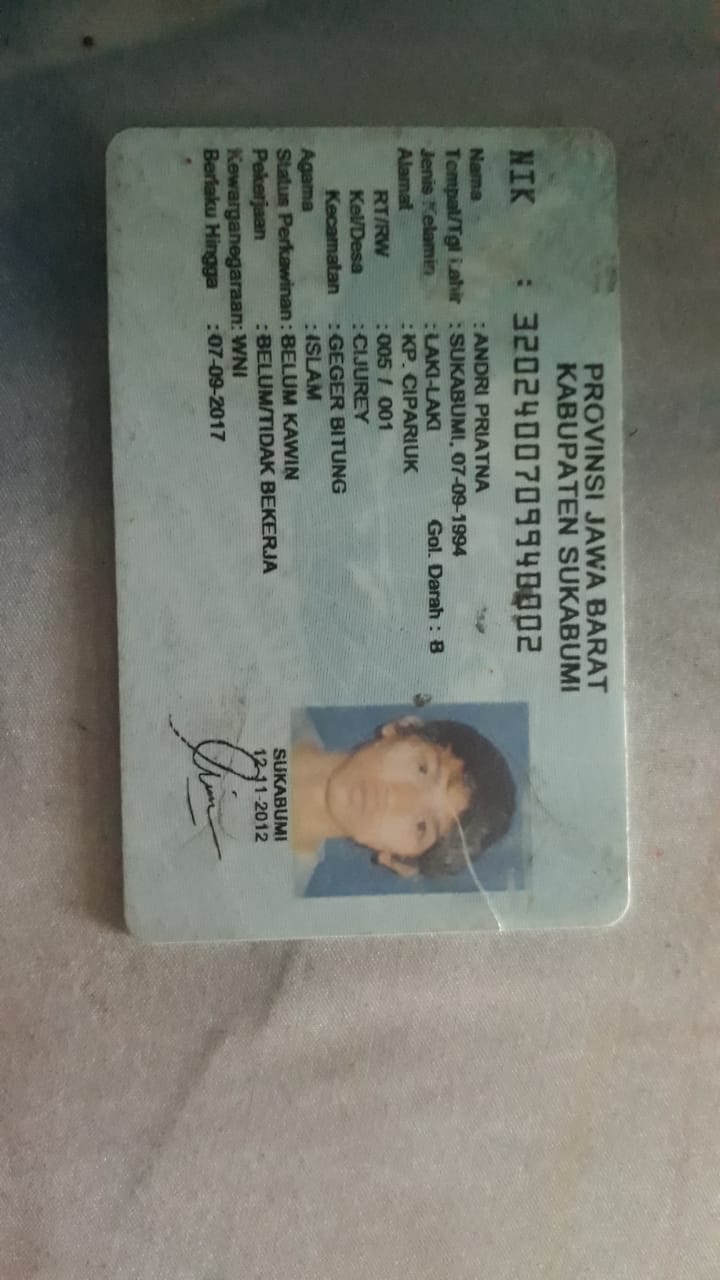 PROVINSI JAWA BARAT
KABUPATEN SUKABUMI
NIK : 3202400709940002
Nama : ANDRI PRIATNA
Tempat/Tgl Lahir : SUKABUMI, 07-09-1994
Jenis Kelamin : LAKI-LAKI Gol. Darah : B
Alamat : KP. CIPARIUK
RT/RW : 005 / 001
Kel/Desa : CIJUREY
Kecamatan : GEGER BITUNG
Agama : ISLAM
Status Perkawinan : BELUM KAWIN
Pekerjaan : BELUM/TIDAK BEKERJA
Kewarganegaraan: WNI
Berlaku Hingga : 07-09-2017
SUKABUMI
12-11-2012